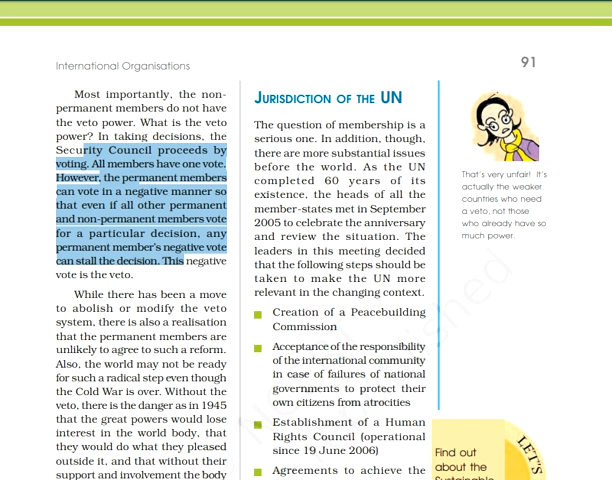 International Organisations
91
Most importantly, the non-
permanent members do not have
the veto power. What is the veto
power? In taking decisions, the
Security Council proceeds by
voting. All members have one vote.
However, the permanent members
can vote in a negative manner so
that even if all other permanent
and non-permanent members vote
for a particular decision, any
permanent member's negative vote
can stall the decision. This negative
vote is the veto.
While there has been a move
to abolish or modify the veto
system, there is also a realisation
that the permanent members are
unlikely to agree to such a reform.
Also, the world may not be ready
for such a radical step even though
the Cold War is over. Without the
veto, there is the danger as in 1945
that the great powers would lose
interest in the world body, that
they would do what they pleased
outside it, and that without their
support and involvement the body
JURISDICTION OF THE UN
The question of membership is a
serious one. In addition, though,
there are more substantial issues
before the world. As the UN
completed 60 years of its
existence, the heads of all the
member-states met in September
2005 to celebrate the anniversary
and review the situation. The
leaders in this meeting decided
that the following steps should be
taken to make the UN more
relevant in the changing context.
Creation of a Peacebuilding
Commission
Acceptance of the responsibility
of the international community
in case of failures of national
governments to protect their
own citizens from atrocities
Establishment of a Human
Rights Council (operational
since 19 June 2006)
Agreements to achieve the
That's very unfair! It's
actually the weaker
countries who need
a veto, not those
who already have so
much power.
Find out
about the
Sustainable
LET'S